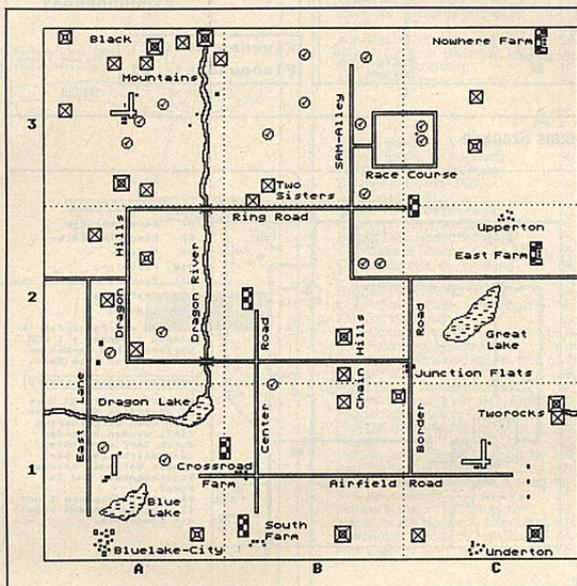 Black
Mountains
Nowhere Farm
3
SAM-Alley
Race Course
Two
Sisters
Ring Road
Upperton
East Farm
Hills
Dragon
Dragon River
2
Road
Hills
Chain
Road
Border
Great
Lake
Junction Flats
East Lane
Dragon Lake
Center
Tworocks
1
Crossroad
Farm
Airfield Road
Blue
Lake
South
Farm
Bluelake-City
Underton
A
B
C